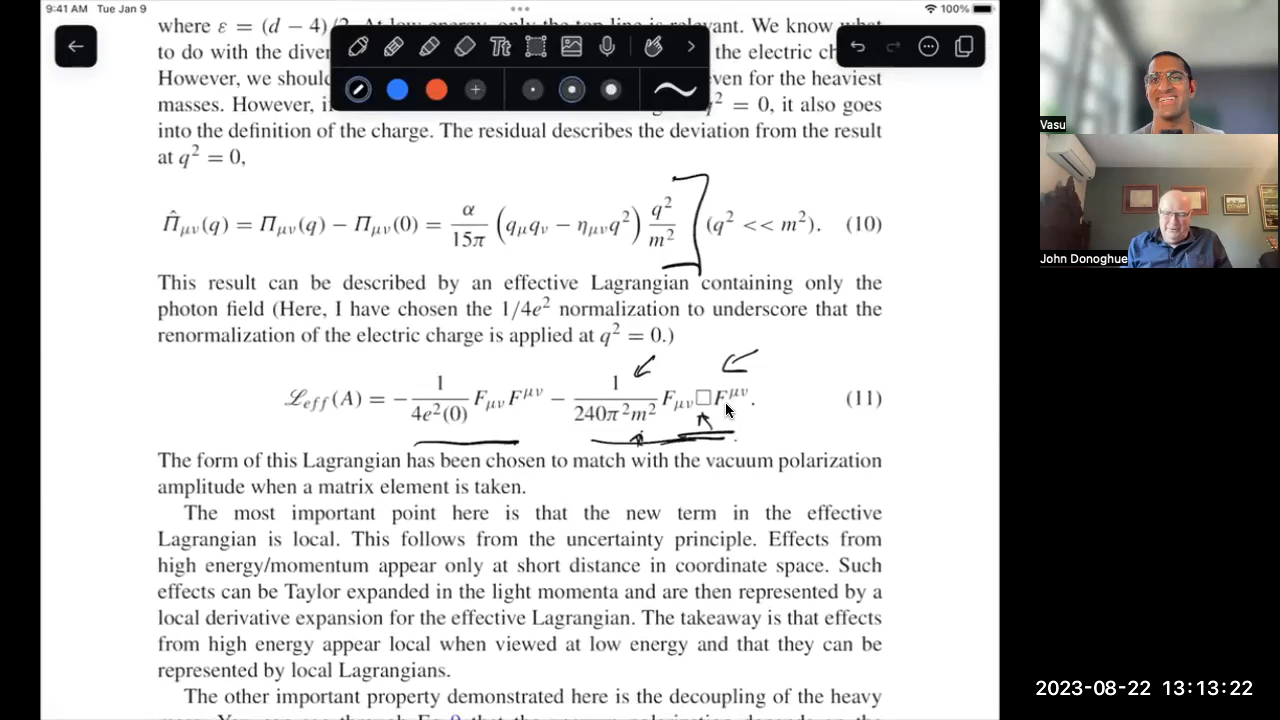 9:41 AM Tue Jan 9
100%
where ε = (d − 4)/2. At low energy, only the top line is relevant. We know what
to do with the diver the electric ch
However, we shoul ven for the heaviest
masses. However, i q² = 0, it also goes
into the definition of the charge. The residual describes the deviation from the result
at q² = 0,
Π̂μν(q) = Πμν(q) − Πμν(0) = α/15π (qμqν − ημνq²) q²/m² (q² << m²). (10)
This result can be described by an effective Lagrangian containing only the
photon field (Here, I have chosen the 1/4e² normalization to underscore that the
renormalization of the electric charge is applied at q² = 0.)
ℒeff(A) = − 1/4e²(0) FμνF^μν − 1/240π²m² Fμν□F^μν. (11)
The form of this Lagrangian has been chosen to match with the vacuum polarization
amplitude when a matrix element is taken.
The most important point here is that the new term in the effective
Lagrangian is local. This follows from the uncertainty principle. Effects from
high energy/momentum appear only at short distance in coordinate space. Such
effects can be Taylor expanded in the light momenta and are then represented by a
local derivative expansion for the effective Lagrangian. The takeaway is that effects
from high energy appear local when viewed at low energy and that they can be
represented by local Lagrangians.
The other important property demonstrated here is the decoupling of the heavy
Tt
Vasu
John Donoghue
2023-08-22 13:13:22